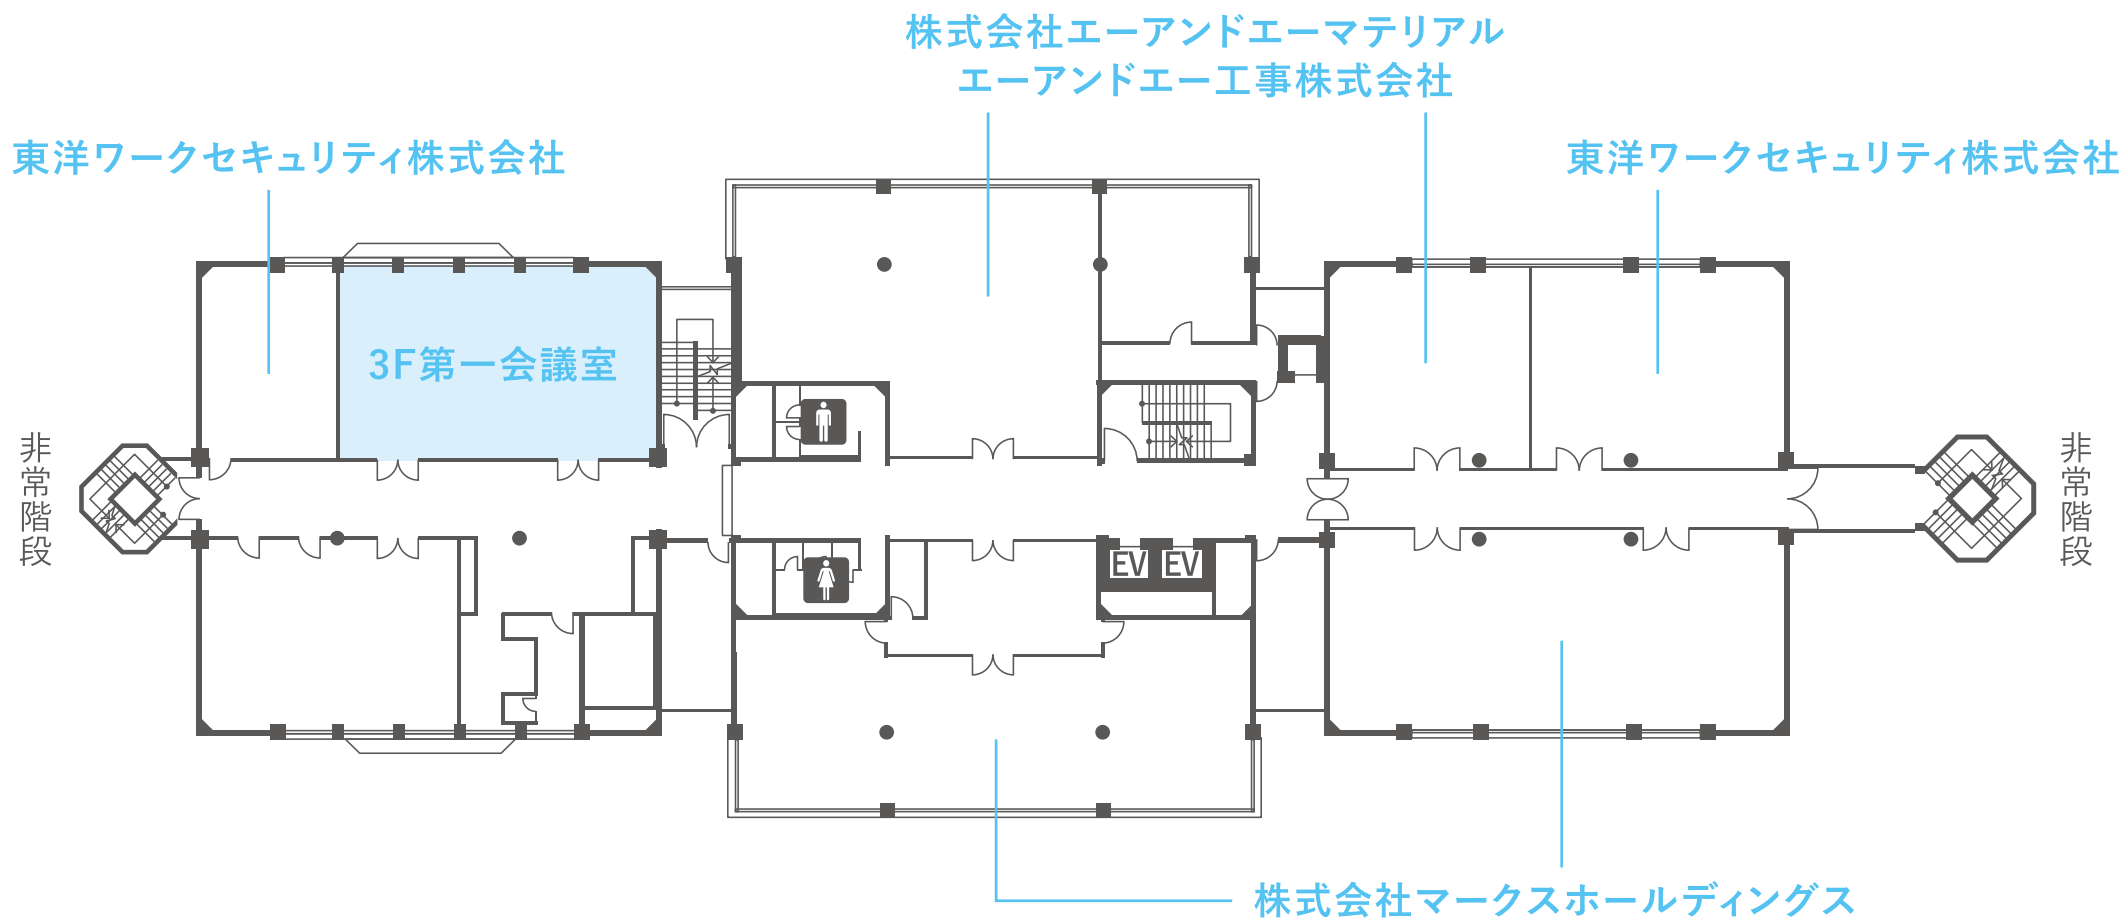 株式会社エーアンドエーマテリアル
エーアンドエー工事株式会社
東洋ワークセキュリティ株式会社
東洋ワークセキュリティ株式会社
3F第一会議室
非常階段
非常階段
EV
EV
株式会社マークスホールディングス